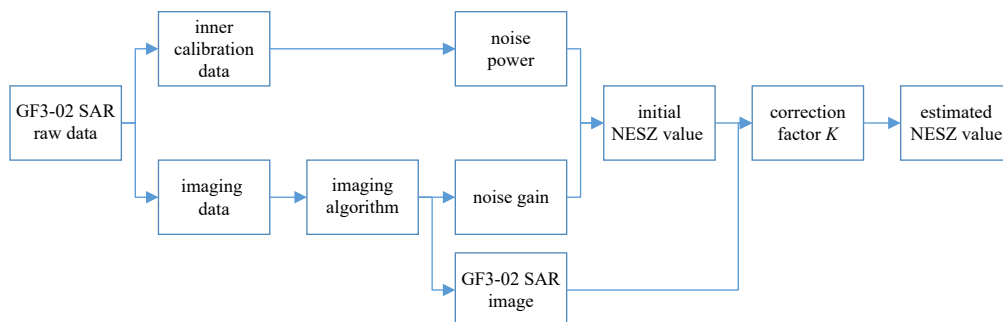 inner
calibration
data
noise
power
GF3-02 SAR
raw data
initial
NESZ value
correction
factor K
estimated
NESZ value
imaging
data
imaging
algorithm
noise gain
GF3-02 SAR
image